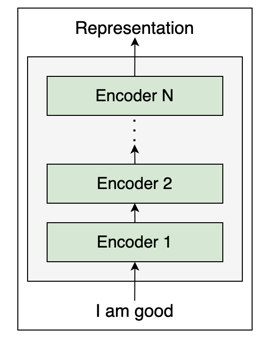 Representation
Encoder N
Encoder 2
Encoder 1
I am good